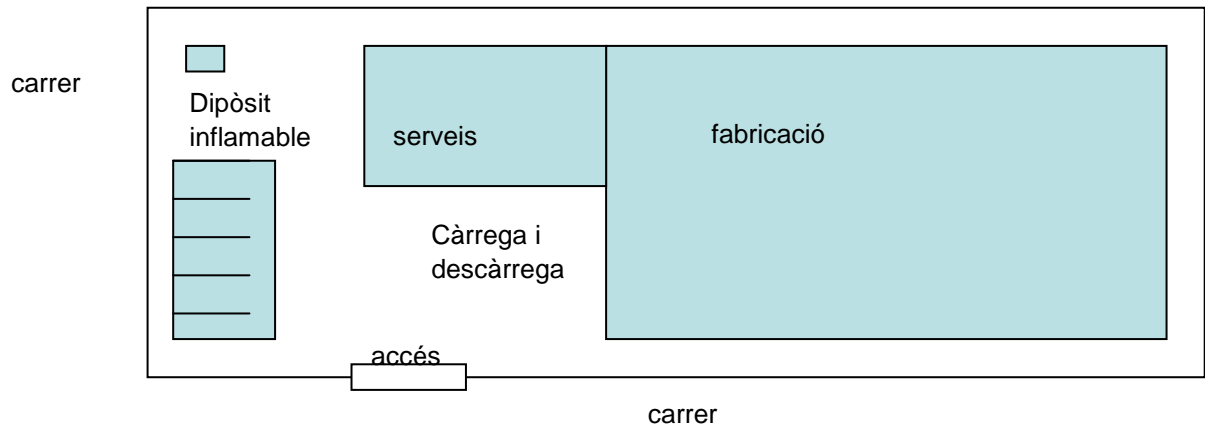 carrer
Dipòsit
inflamable
serveis
fabricació
Càrrega i
descàrrega
accés
carrer